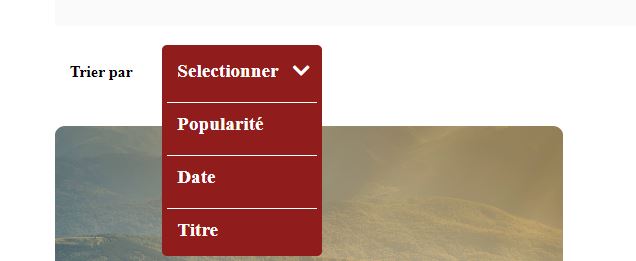 Trier par
Selectionner
Popularité
Date
Titre